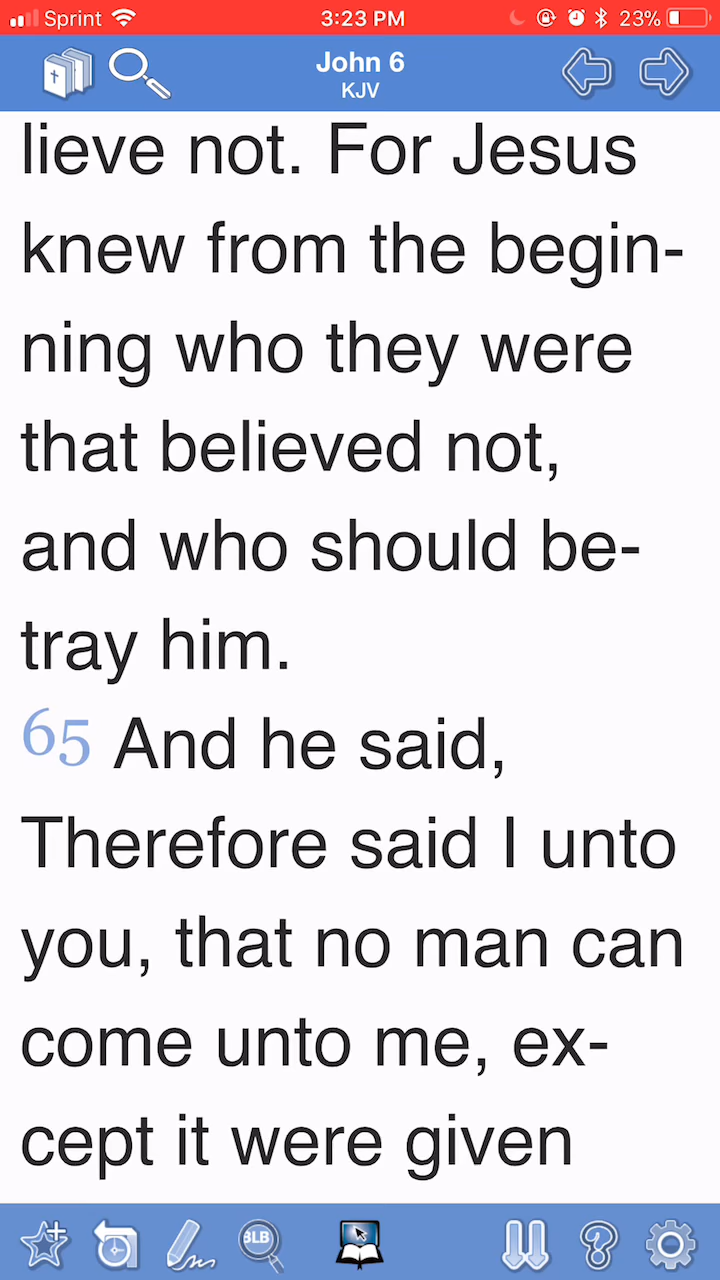 Sprint 3:23 PM 23%
John 6
KJV
lieve not. For Jesus
knew from the begin-
ning who they were
that believed not,
and who should be-
tray him.
65 And he said,
Therefore said I unto
you, that no man can
come unto me, ex-
cept it were given
BLB